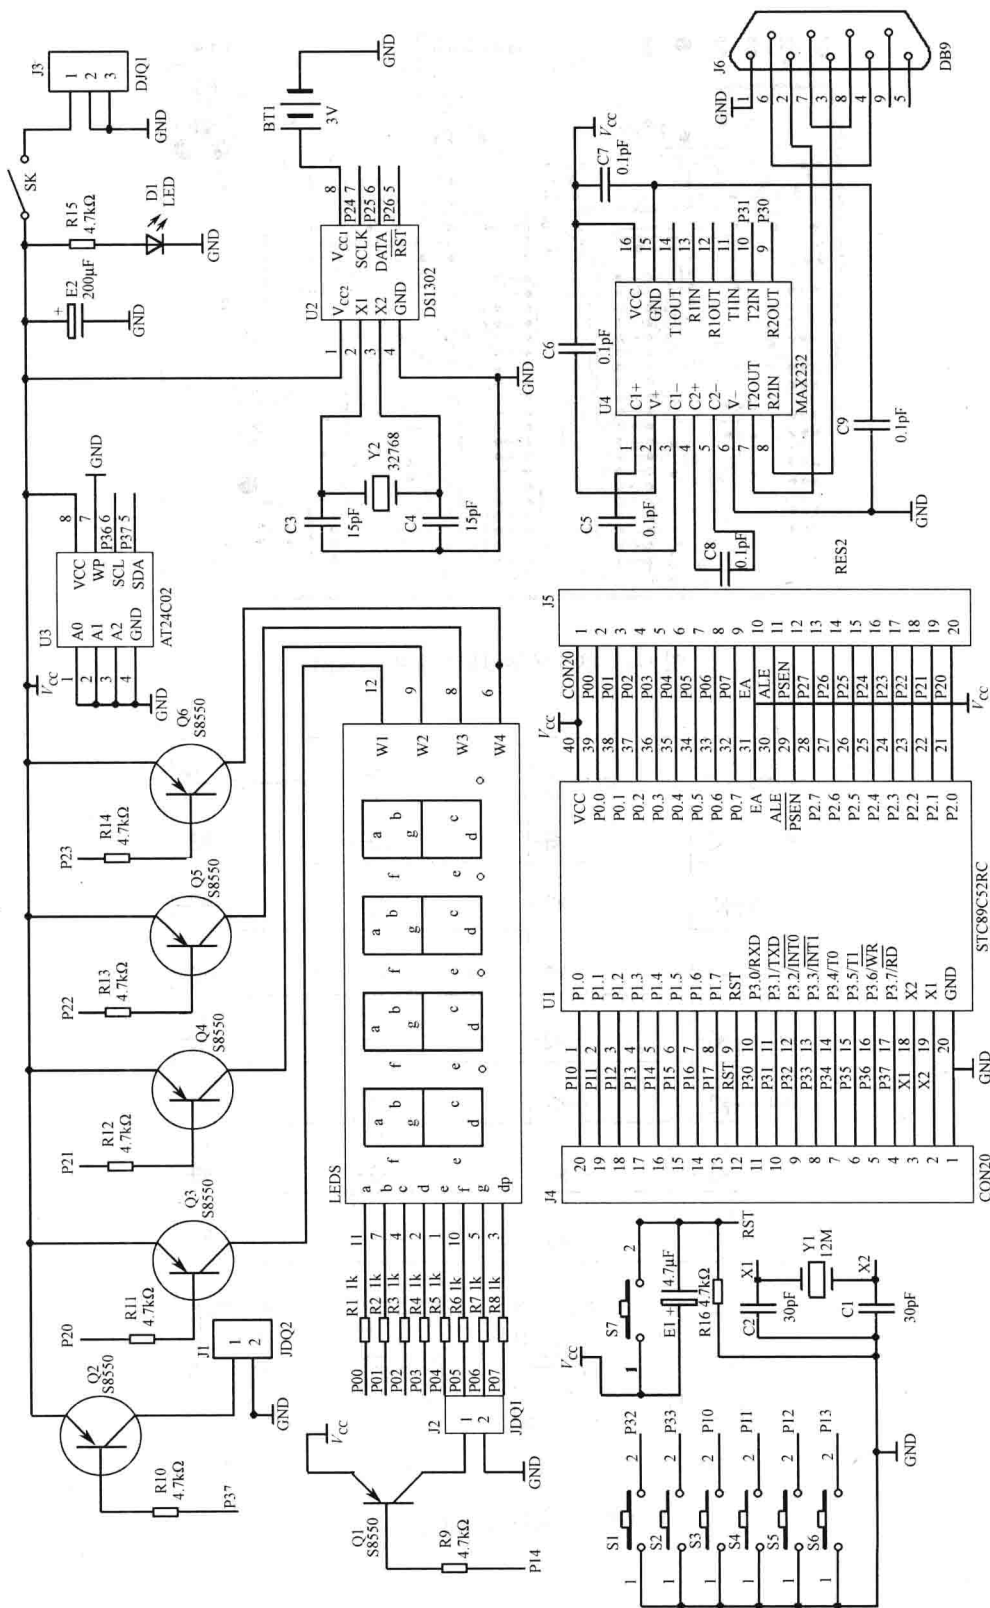 J3
1
2
3
DJQ1
GND
SK
R15
4.7kΩ
D1
LED
GND
E2
200μF
+
GND
BT1
3V
GND
U2
VCC2
X1
X2
GND
VCC1
SCLK
DATA
RST
DS1302
1
2
3
4
8
P24 7
P25 6
P26 5
GND
C3
15pF
Y2
32768
C4
15pF
U3
A0
A1
A2
GND
VCC
WP
SCL
SDA
AT24C02
1
2
3
4
8
7
P36 6
P37 5
GND
VCC
GND
Q6
S8550
R14
4.7kΩ
P23
Q5
S8550
R13
4.7kΩ
P22
Q4
S8550
R12
4.7kΩ
P21
Q3
S8550
R11
4.7kΩ
P20
Q2
S8550
R10
4.7kΩ
P37
J1
1
2
JDQ2
GND
LEDS
a
b
c
d
e
f
g
dp
11
7
4
2
1
10
5
3
a
b
c
d
e
f
g
a
b
c
d
e
f
g
a
b
c
d
e
f
g
a
b
c
d
e
f
g
W1
W2
W3
W4
12
9
8
6
P00
P01
P02
P03
P04
P05
P06
P07
R1 1k
R2 1k
R3 1k
R4 1k
R5 1k
R6 1k
R7 1k
R8 1k
J2
1
2
JDQ1
GND
VCC
Q1
S8550
R9
4.7kΩ
P14
J6
DB9
GND
1
6
2
7
3
8
4
9
5
VCC
C7
0.1pF
C6
0.1pF
U4
C1+
V+
C1-
C2+
C2-
V-
T2OUT
R2IN
VCC
GND
T1OUT
R1IN
R1OUT
T1IN
T2IN
R2OUT
MAX232
1
2
3
4
5
6
7
8
16
15
14
13
12
11
10 P31
9 P30
C5
0.1pF
C8
0.1pF
C9
0.1pF
GND
RES2
J5
1
2
3
4
5
6
7
8
9
10
11
12
13
14
15
16
17
18
19
20
CON20
P00
P01
P02
P03
P04
P05
P06
P07
EA
ALE
PSEN
P27
P26
P25
P24
P23
P22
P21
P20
VCC
VCC
40
39
38
37
36
35
34
33
32
31
30
29
28
27
26
25
24
23
22
21
VCC
P0.0
P0.1
P0.2
P0.3
P0.4
P0.5
P0.6
P0.7
EA
ALE
PSEN
P2.7
P2.6
P2.5
P2.4
P2.3
P2.2
P2.1
P2.0
STC89C52RC
U1
P1.0
P1.1
P1.2
P1.3
P1.4
P1.5
P1.6
P1.7
RST
P3.0/RXD
P3.1/TXD
P3.2/INT0
P3.3/INT1
P3.4/T0
P3.5/T1
P3.6/WR
P3.7/RD
X2
X1
GND
P10 1
P11 2
P12 3
P13 4
P14 5
P15 6
P16 7
P17 8
RST 9
P30 10
P31 11
P32 12
P33 13
P34 14
P35 15
P36 16
P37 17
X1 18
X2 19
20
GND
J4
20
19
18
17
16
15
14
13
12
11
10
9
8
7
6
5
4
3
2
1
CON20
VCC
S7
1
2
E1
+
4.7μF
R16 4.7kΩ
RST
C2
30pF
X1
Y1
12M
X2
C1
30pF
GND
S1
1
2
P32
S2
1
2
P33
S3
1
2
P10
S4
1
2
P11
S5
1
2
P12
S6
1
2
P13